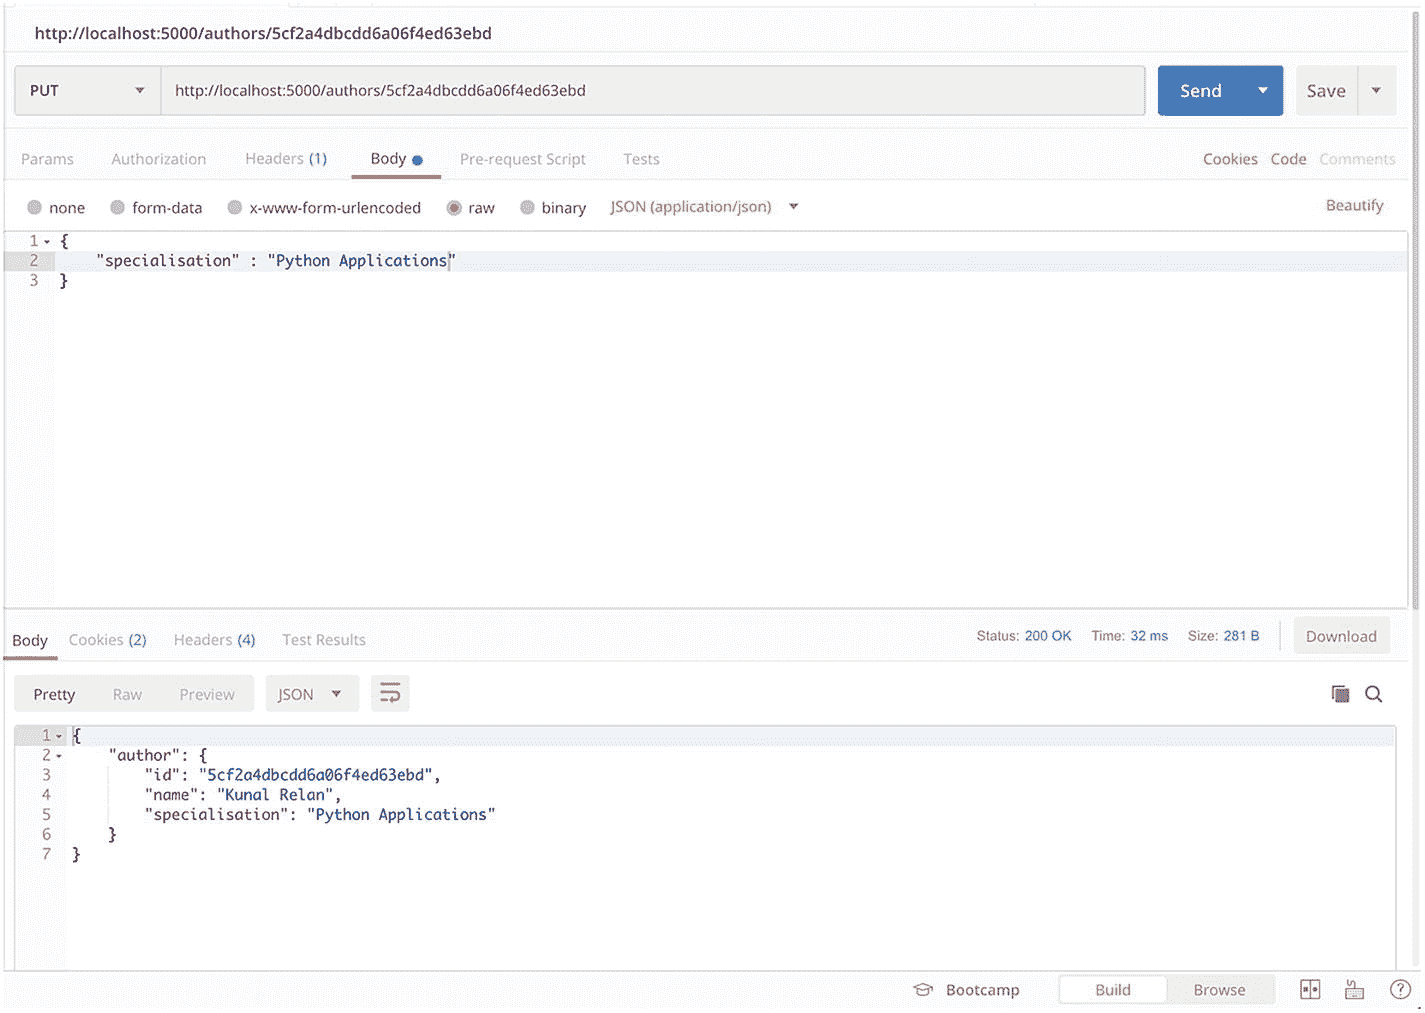 http://localhost:5000/authors/5cf2a4dbcdd6a06f4ed63ebd
PUT http://localhost:5000/authors/5cf2a4dbcdd6a06f4ed63ebd Send Save
Params Authorization Headers (1) Body Pre-request Script Tests Cookies Code Comments
none form-data x-www-form-urlencoded raw binary JSON (application/json) Beautify
1 {
2 "specialisation" : "Python Applications"
3 }
Body Cookies (2) Headers (4) Test Results Status: 200 OK Time: 32 ms Size: 281 B Download
Pretty Raw Preview JSON
1 {
2 "author": {
3 "id": "5cf2a4dbcdd6a06f4ed63ebd",
4 "name": "Kunal Relan",
5 "specialisation": "Python Applications"
6 }
7 }
Bootcamp Build Browse